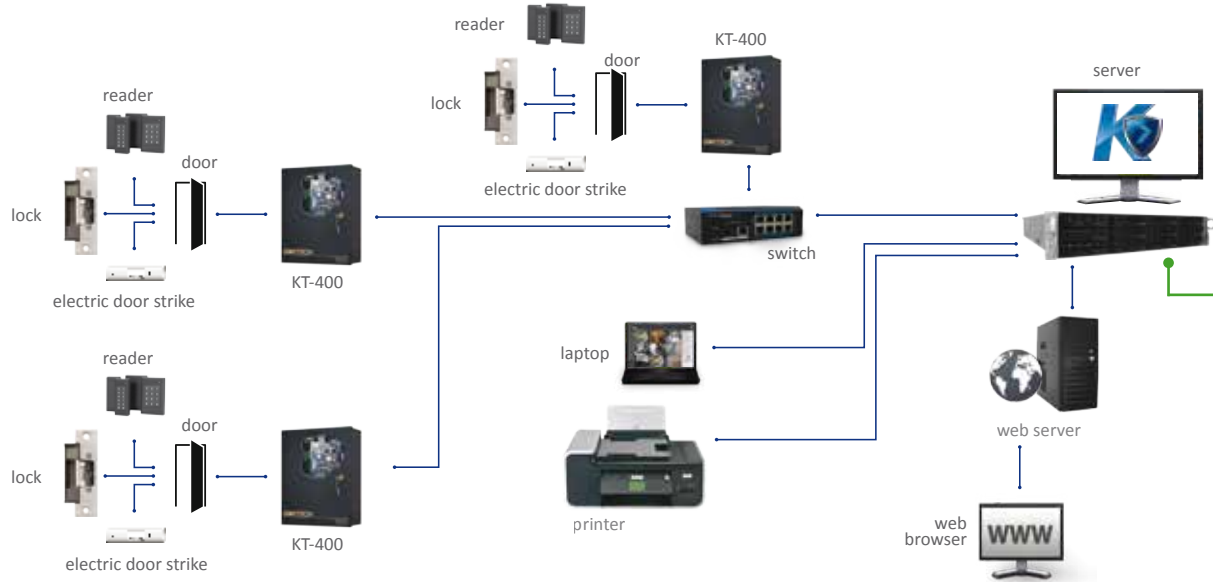 reader
KT-400
door
server
lock
reader
door
electric door strike
lock
switch
KT-400
electric door strike
reader
laptop
door
web server
lock
printer
web
browser
WWW
KT-400
electric door strike